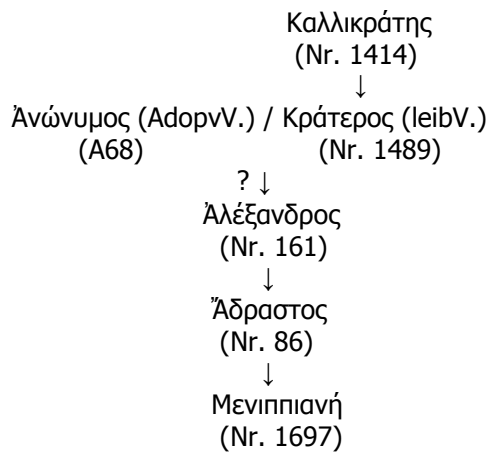 Καλλικράτης
(Nr. 1414)
↓
Ἀνώνυμος (AdopvV.) / Κράτερος (leibV.)
(A68) (Nr. 1489)
? ↓
Ἀλέξανδρος
(Nr. 161)
↓
Ἄδραστος
(Nr. 86)
↓
Μενιππιανή
(Nr. 1697)